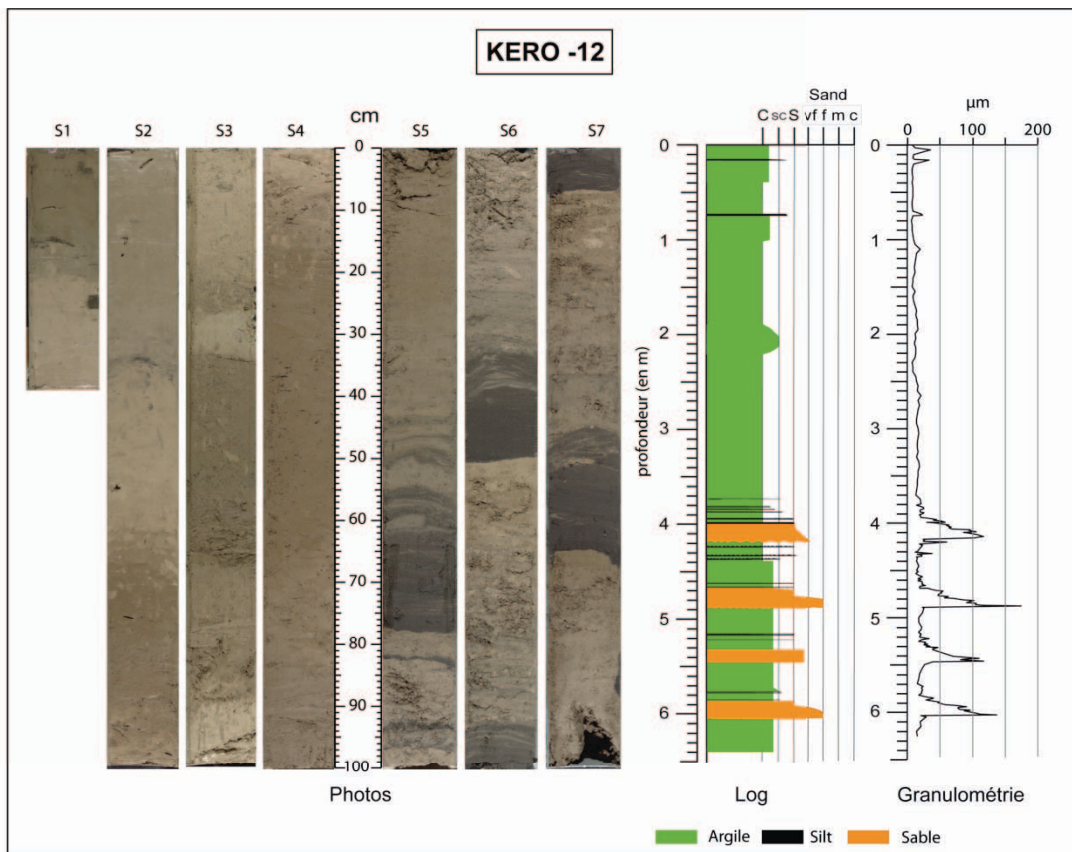 KERO -12
cm
S1 S2 S3 S4 S5 S6 S7
0
10
20
30
40
50
60
70
80
90
100
Photos
Sand
C sc S vf f m c
profondeur (en m)
0
1
2
3
4
5
6
Log
µm
0 100 200
0
1
2
3
4
5
6
Granulométrie
Argile Silt Sable